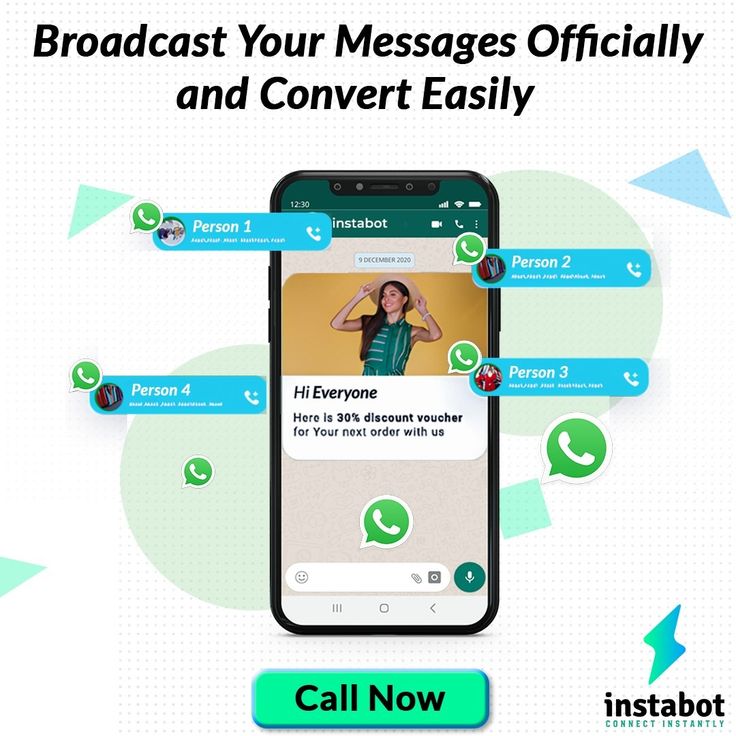 Broadcast Your Messages Officially
and Convert Easily
12:30
instabot
9 DECEMBER 2020
Person 1
Person 2
Person 3
Person 4
Hi Everyone
Here is 30% discount voucher
for Your next order with us
Call Now
instabot
CONNECT INSTANTLY